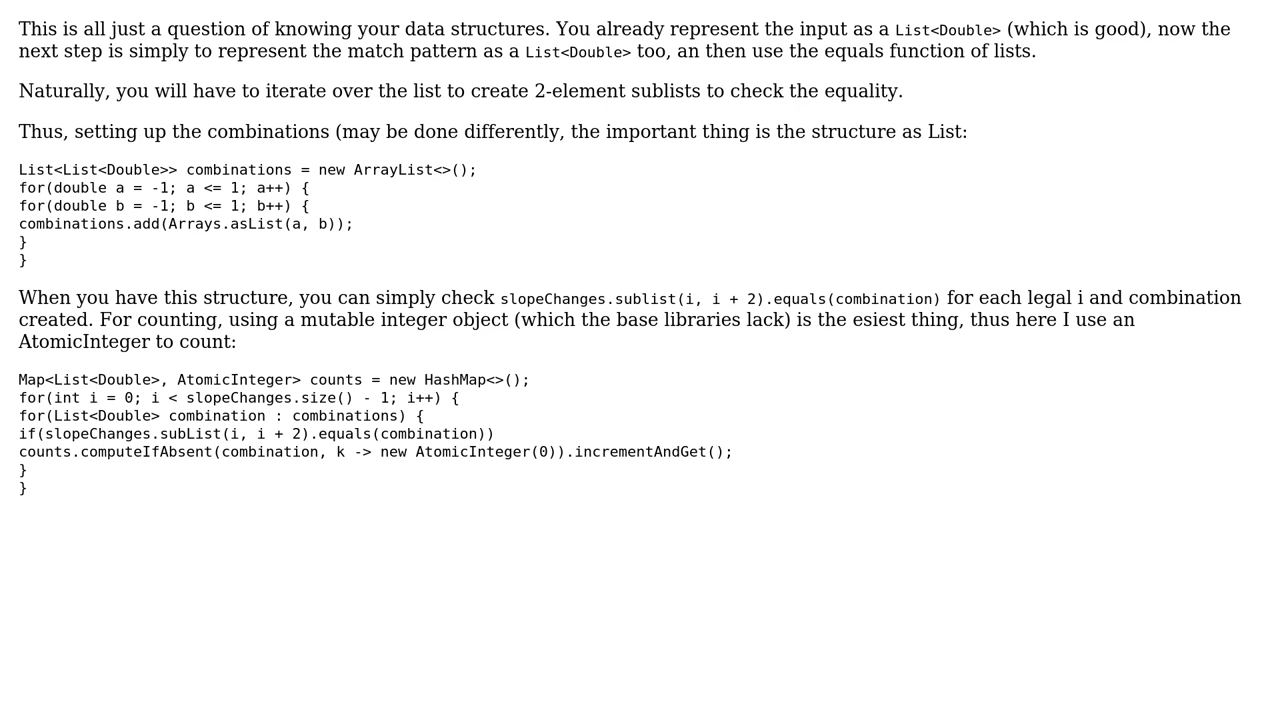 This is all just a question of knowing your data structures. You already represent the input as a List<Double> (which is good), now the
next step is simply to represent the match pattern as a List<Double> too, an then use the equals function of lists.
Naturally, you will have to iterate over the list to create 2-element sublists to check the equality.
Thus, setting up the combinations (may be done differently, the important thing is the structure as List:
List<List<Double>> combinations = new ArrayList<>();
for(double a = -1; a <= 1; a++) {
for(double b = -1; b <= 1; b++) {
combinations.add(Arrays.asList(a, b));
}
}
When you have this structure, you can simply check slopeChanges.sublist(i, i + 2).equals(combination) for each legal i and combination
created. For counting, using a mutable integer object (which the base libraries lack) is the esiest thing, thus here I use an
AtomicInteger to count:
Map<List<Double>, AtomicInteger> counts = new HashMap<>();
for(int i = 0; i < slopeChanges.size() - 1; i++) {
for(List<Double> combination : combinations) {
if(slopeChanges.subList(i, i + 2).equals(combination))
counts.computeIfAbsent(combination, k -> new AtomicInteger(0)).incrementAndGet();
}
}